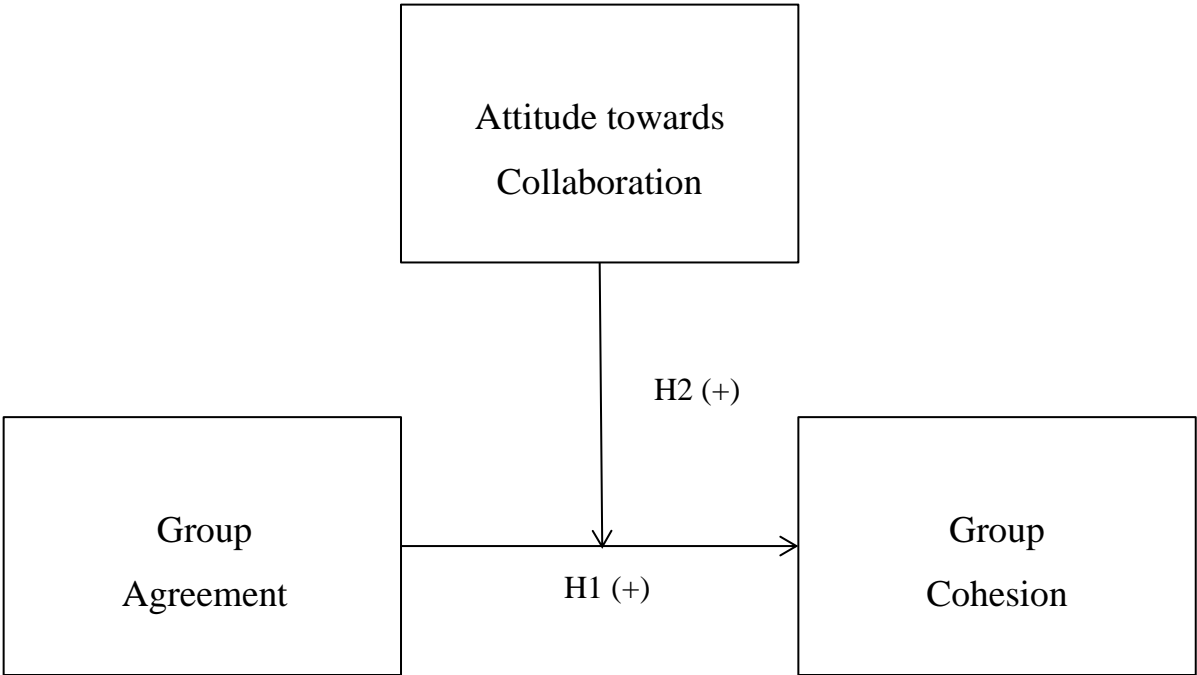 Attitude towards
Collaboration
H2 (+)
Group
Agreement
H1 (+)
Group
Cohesion